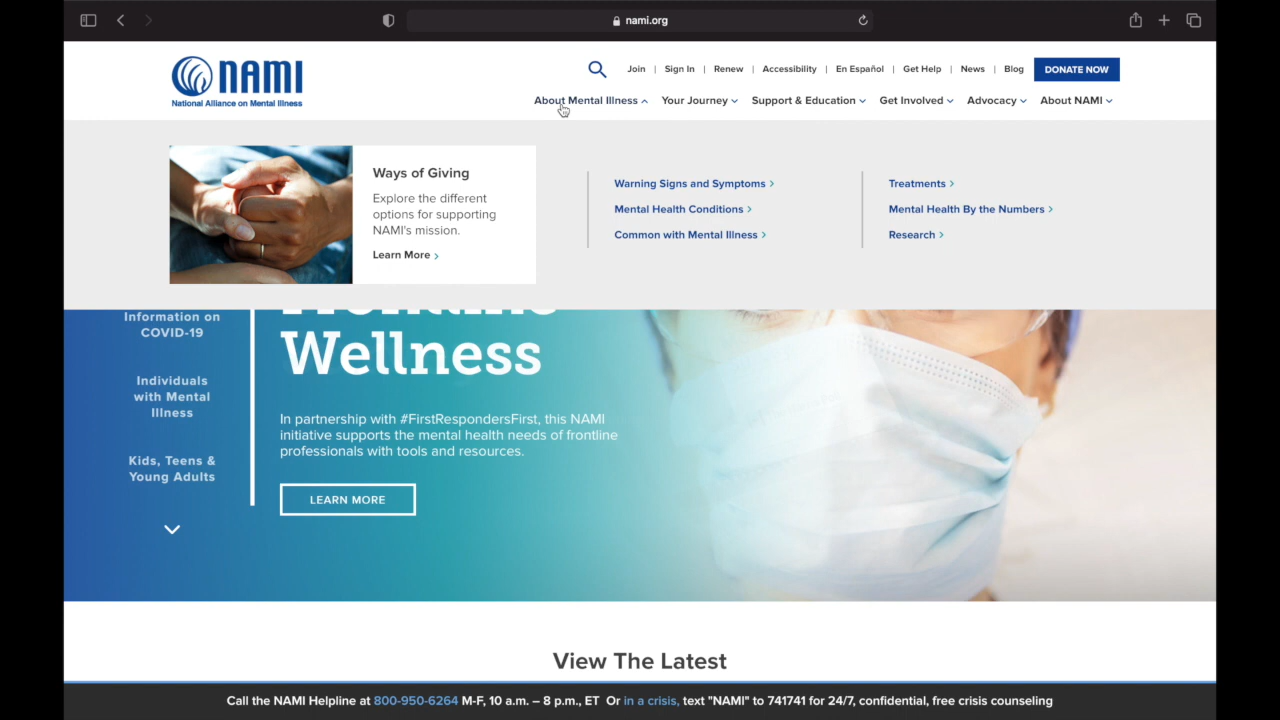 nami.org
NAMI
National Alliance on Mental Illness
Join | Sign In | Renew | Accessibility | En Español | Get Help | News | Blog
DONATE NOW
About Mental Illness
Your Journey
Support & Education
Get Involved
Advocacy
About NAMI
Ways of Giving
Explore the different
options for supporting
NAMI's mission.
Learn More
Warning Signs and Symptoms
Mental Health Conditions
Common with Mental Illness
Treatments
Mental Health By the Numbers
Research
Information on
COVID-19
Individuals
with Mental
Illness
Kids, Teens &
Young Adults
Wellness
In partnership with #FirstRespondersFirst, this NAMI
initiative supports the mental health needs of frontline
professionals with tools and resources.
LEARN MORE
View The Latest
Call the NAMI Helpline at 800-950-6264 M-F, 10 a.m. – 8 p.m., ET Or in a crisis, text "NAMI" to 741741 for 24/7, confidential, free crisis counseling